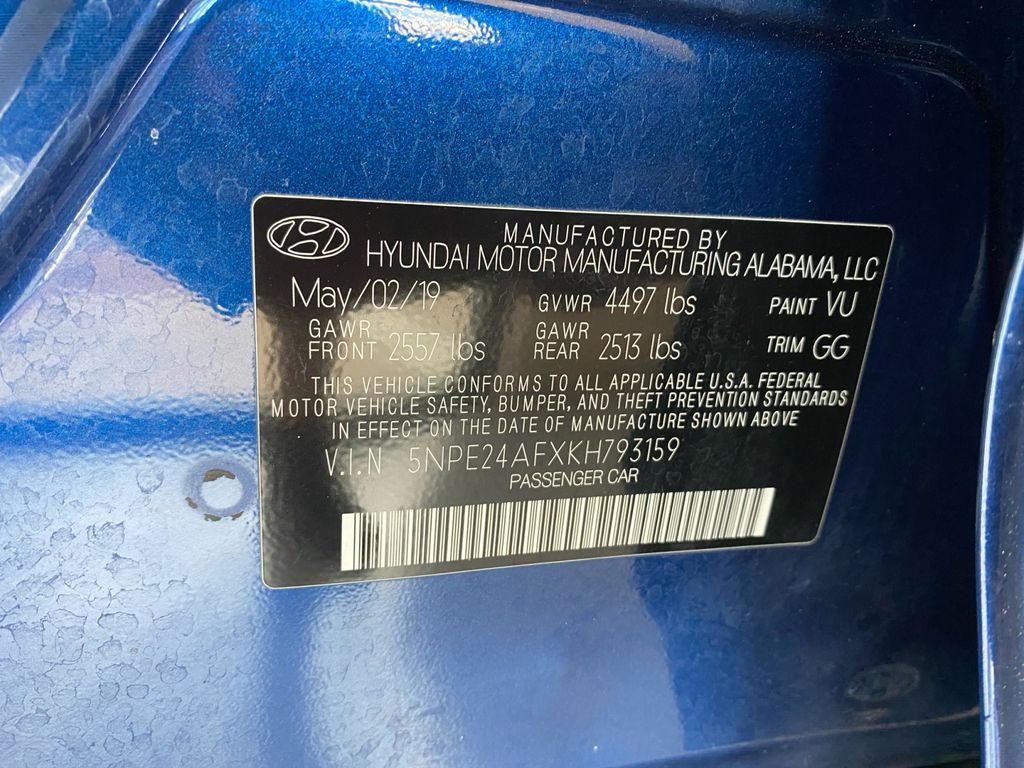 MANUFACTURED BY
HYUNDAI MOTOR MANUFACTURING ALABAMA, LLC
May/02/19 GVWR 4497 lbs PAINT VU
GAWR FRONT 2557 lbs GAWR REAR 2513 lbs TRIM GG
THIS VEHICLE CONFORMS TO ALL APPLICABLE U.S.A. FEDERAL
MOTOR VEHICLE SAFETY, BUMPER, AND THEFT PREVENTION STANDARDS
IN EFFECT ON THE DATE OF MANUFACTURE SHOWN ABOVE
V.I.N 5NPE24AFXKH793159
PASSENGER CAR